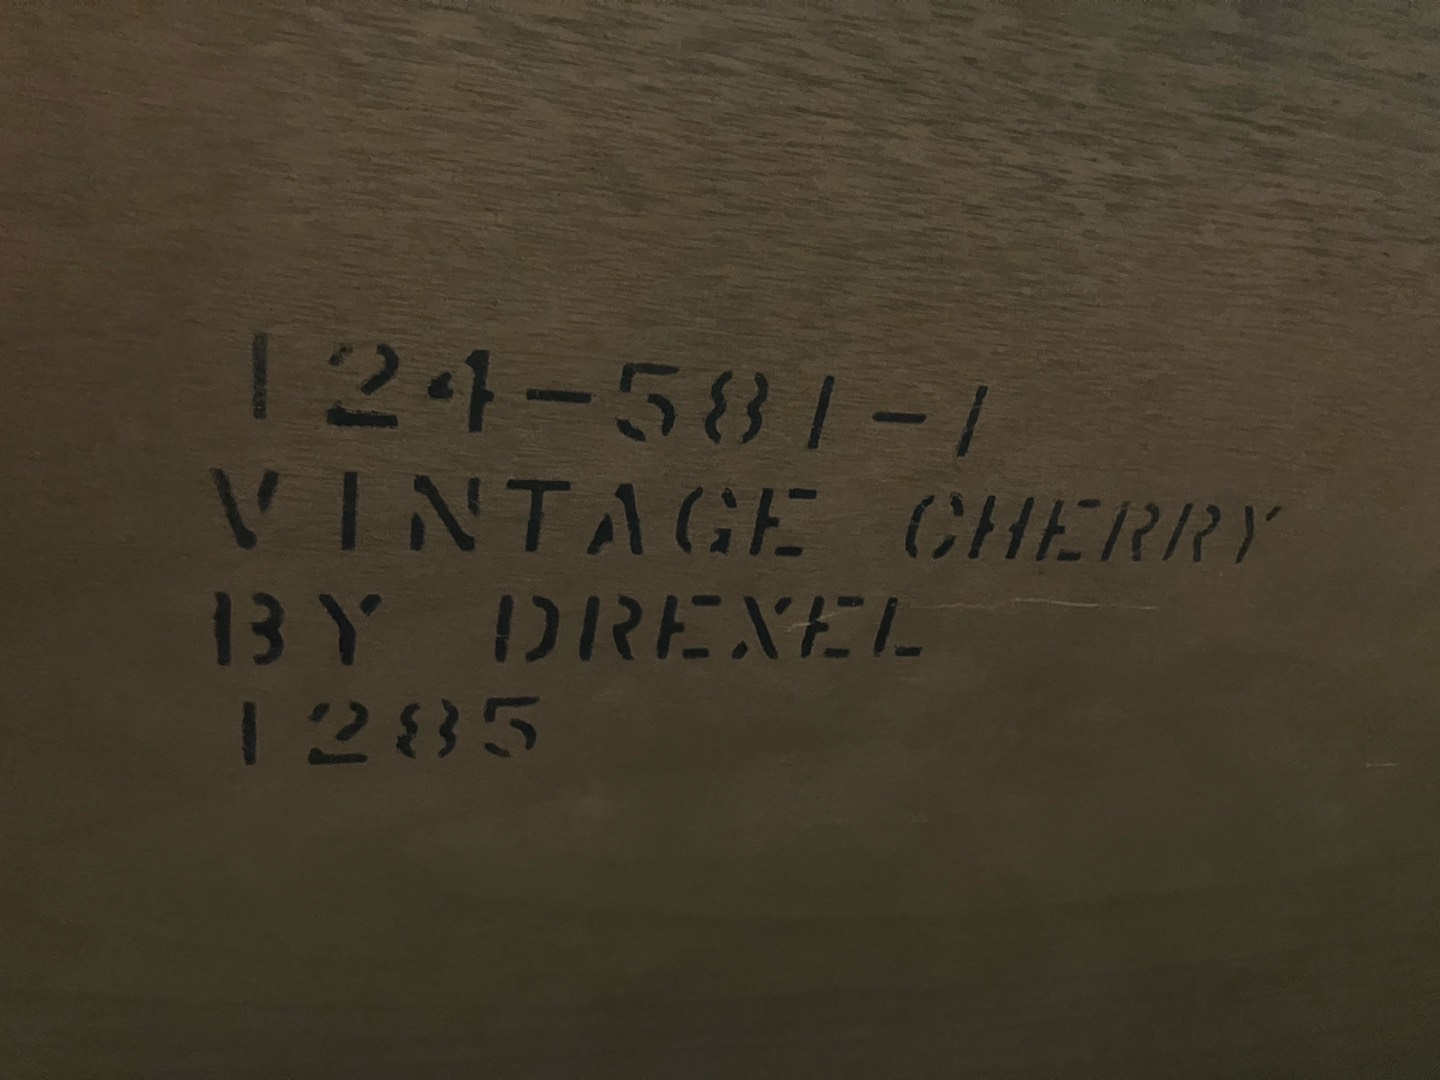 124-581-1
VINTAGE CHERRY
BY DREXEL
1285